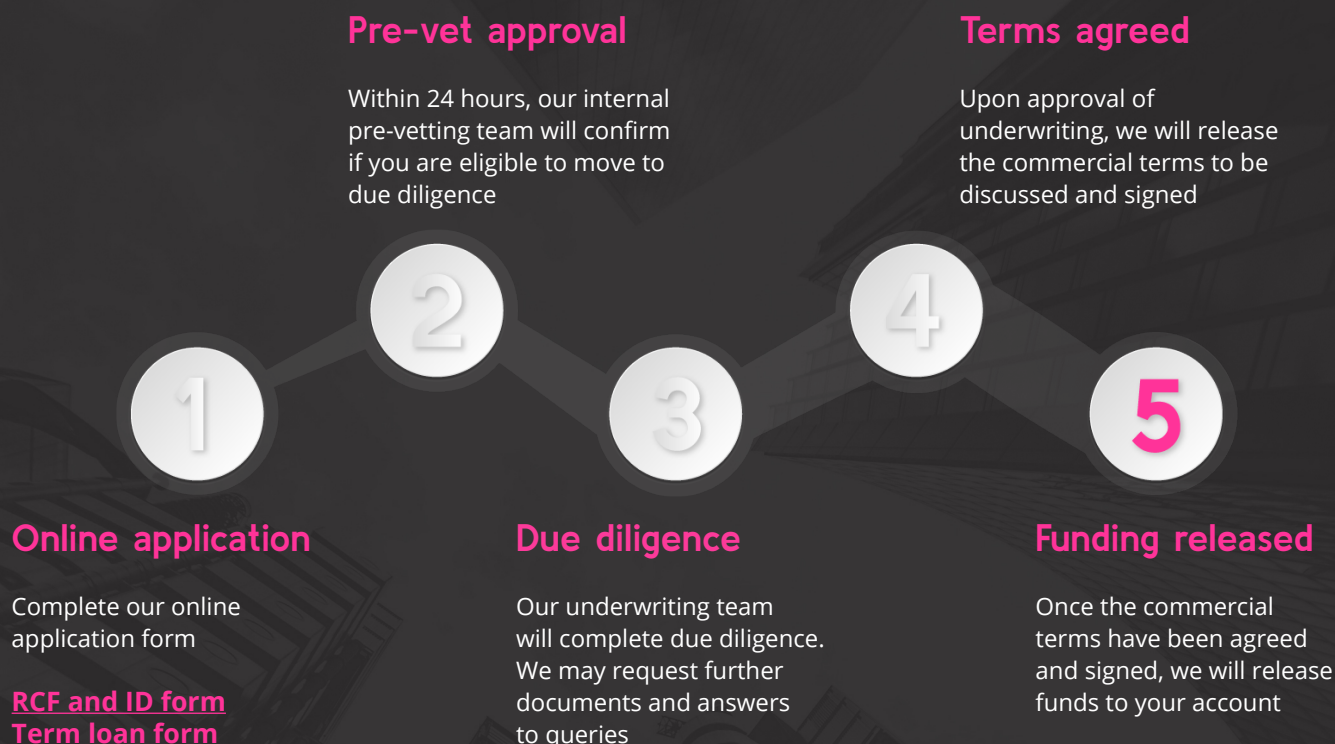 Pre-vet approval
Within 24 hours, our internal
pre-vetting team will confirm
if you are eligible to move to
due diligence
Terms agreed
Upon approval of
underwriting, we will release
the commercial terms to be
discussed and signed
1
2
3
4
5
Online application
Complete our online
application form
RCF and ID form
Term loan form
Due diligence
Our underwriting team
will complete due diligence.
We may request further
documents and answers
to queries
Funding released
Once the commercial
terms have been agreed
and signed, we will release
funds to your account